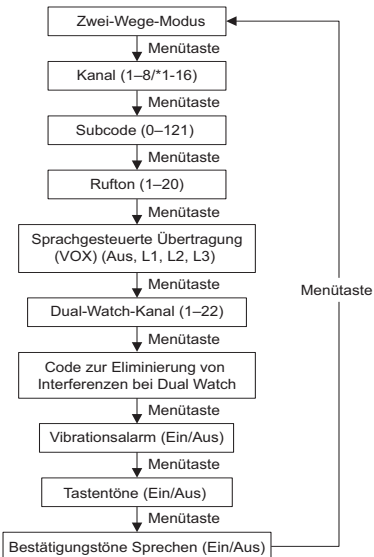 Zwei-Wege-Modus
Menütaste
Kanal (1–8/*1-16)
Menütaste
Subcode (0–121)
Menütaste
Rufton (1–20)
Menütaste
Sprachgesteuerte Übertragung
(VOX) (Aus, L1, L2, L3)
Menütaste
Dual-Watch-Kanal (1–22)
Menütaste
Code zur Eliminierung von
Interferenzen bei Dual Watch
Menütaste
Vibrationsalarm (Ein/Aus)
Menütaste
Tastentöne (Ein/Aus)
Menütaste
Bestätigungstöne Sprechen (Ein/Aus)
Menütaste